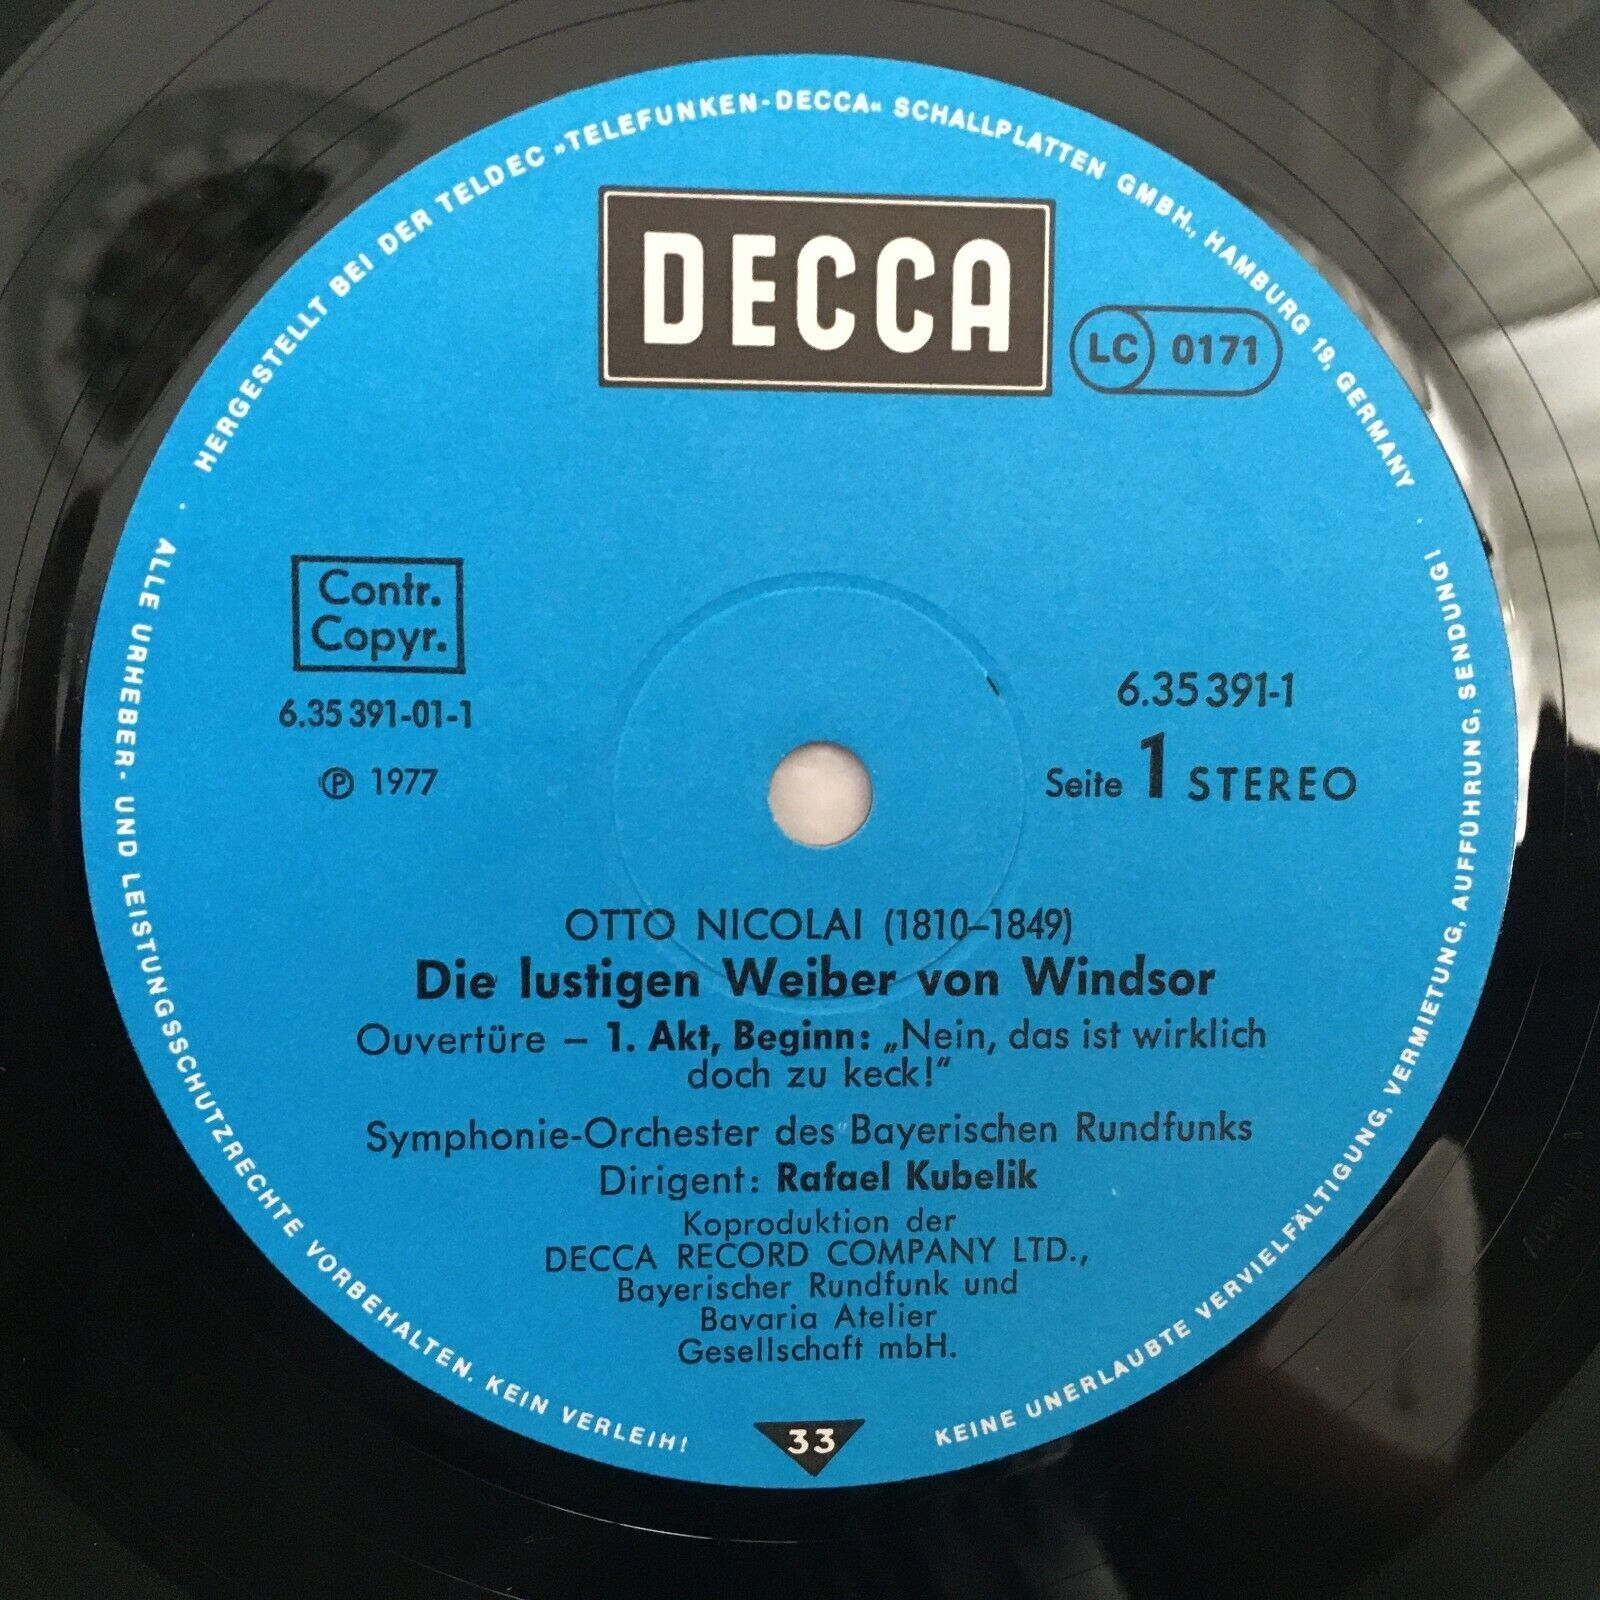 HERGESTELLT BEI DER TELDEC »TELEFUNKEN-DECCA« SCHALLPLATTEN GMBH., HAMBURG 19, GERMANY ·
DECCA
LC 0171
Contr.
Copyr.
6.35 391-01-1
Ⓟ 1977
6.35 391-1
Seite 1 STEREO
OTTO NICOLAI (1810–1849)
Die lustigen Weiber von Windsor
Ouvertüre – 1. Akt, Beginn: „Nein, das ist wirklich
doch zu keck!“
Symphonie-Orchester des Bayerischen Rundfunks
Dirigent: Rafael Kubelik
Koproduktion der
DECCA RECORD COMPANY LTD.,
Bayerischer Rundfunk und
Bavaria Atelier
Gesellschaft mbH.
33
· ALLE URHEBER- UND LEISTUNGSSCHUTZRECHTE VORBEHALTEN. KEIN VERLEIH!
KEINE UNERLAUBTE VERVIELFÄLTIGUNG, VERMIETUNG, AUFFÜHRUNG, SENDUNG!